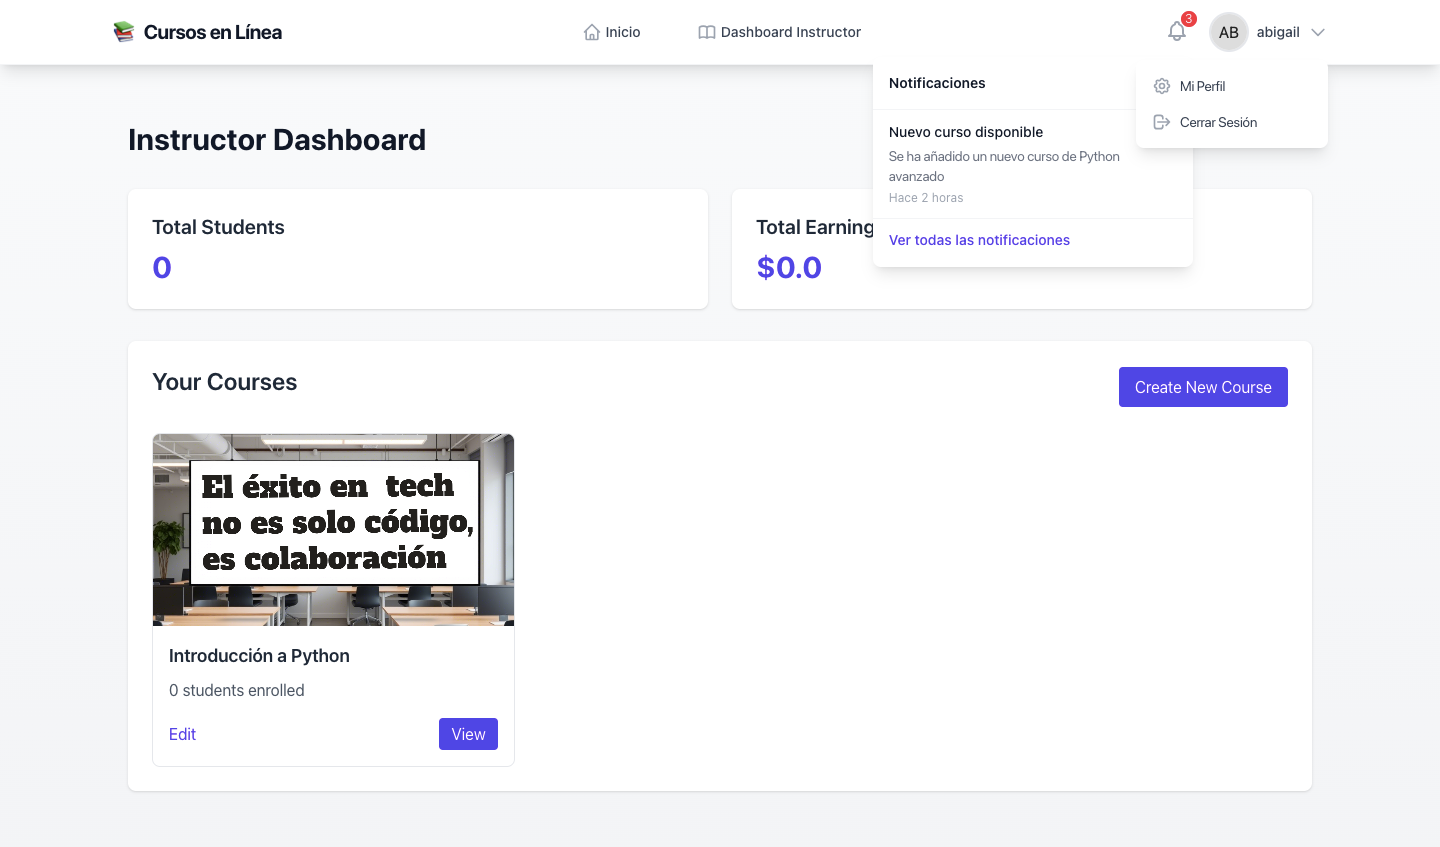 Cursos en Línea
Inicio
Dashboard Instructor
3
AB
abigail
Notificaciones
Nuevo curso disponible
Se ha añadido un nuevo curso de Python
avanzado
Hace 2 horas
Ver todas las notificaciones
Mi Perfil
Cerrar Sesión
Instructor Dashboard
Total Students
0
Total Earning
$0.0
Your Courses
Create New Course
El éxito en tech
no es solo código,
es colaboración
Introducción a Python
0 students enrolled
Edit
View